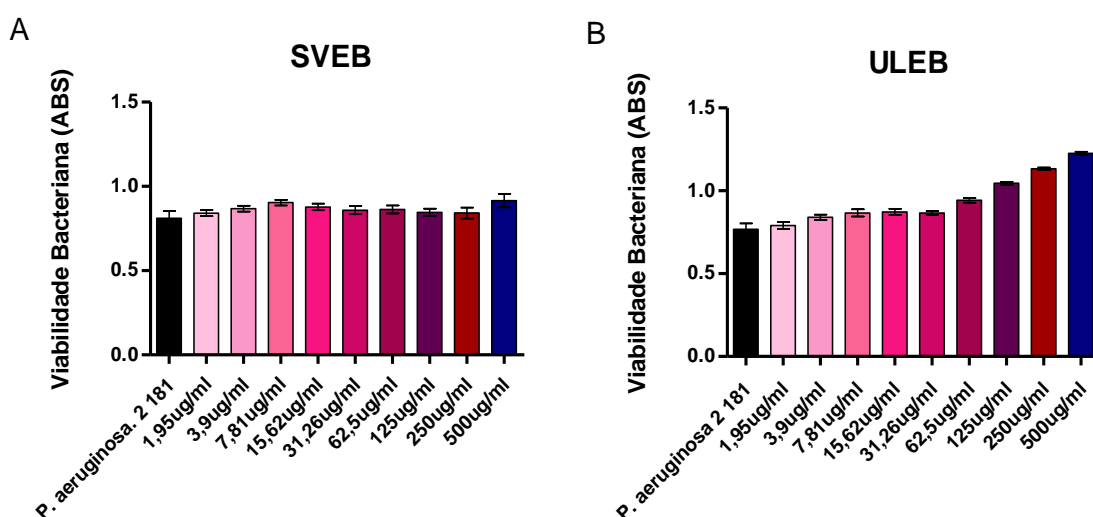 A
SVEB
Viabilidade Bacteriana (ABS)
1.5
1.0
0.5
0.0
P. aeruginosa. 2 181
1,95ug/ml
3,9ug/ml
7,81ug/ml
15,62ug/ml
31,26ug/ml
62,5ug/ml
125ug/ml
250ug/ml
500ug/ml
B
ULEB
Viabilidade Bacteriana (ABS)
1.5
1.0
0.5
0.0
P. aeruginosa 2 181
1,95ug/ml
3,9ug/ml
7,81ug/ml
15,62ug/ml
31,26ug/ml
62,5ug/ml
125ug/ml
250ug/ml
500ug/ml